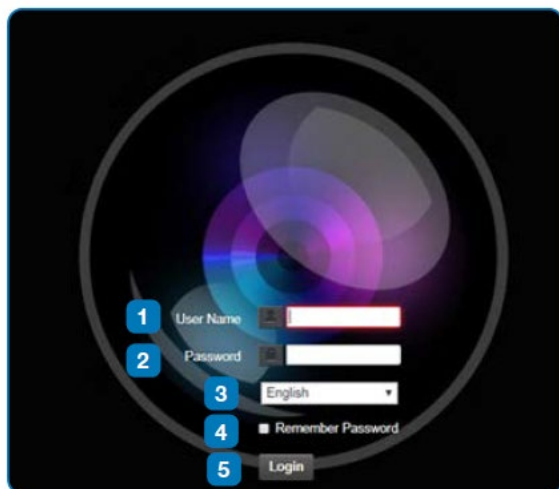 1 User Name
2 Password
3 English
4 Remember Password
5 Login